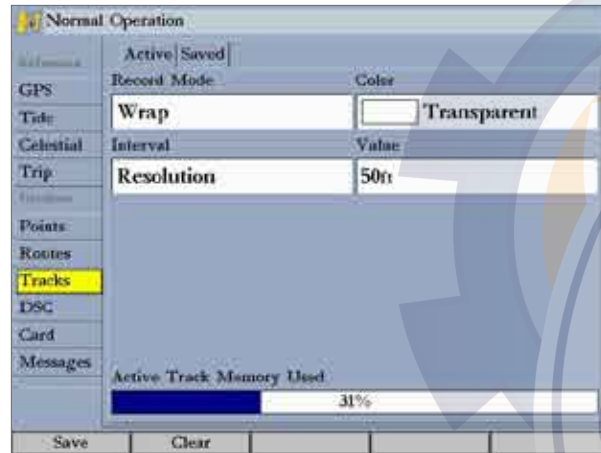 Normal Operation
Active Saved
Record Mode Color
Wrap Transparent
Interval Value
Resolution 50ft
GPS
Tide
Celestial
Trip
Points
Routes
Tracks
DSC
Card
Messages
Active Track Memory Used
31%
Save Clear